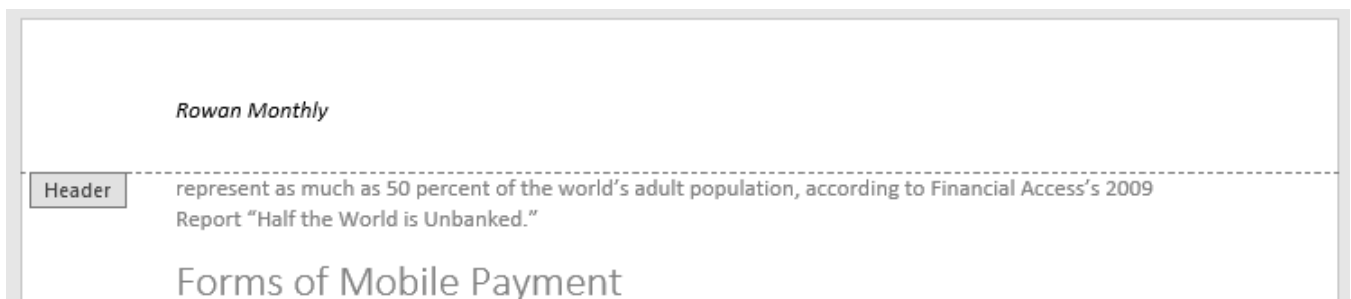 Rowan Monthly
Header
represent as much as 50 percent of the world’s adult population, according to Financial Access’s 2009
Report “Half the World is Unbanked.”
Forms of Mobile Payment